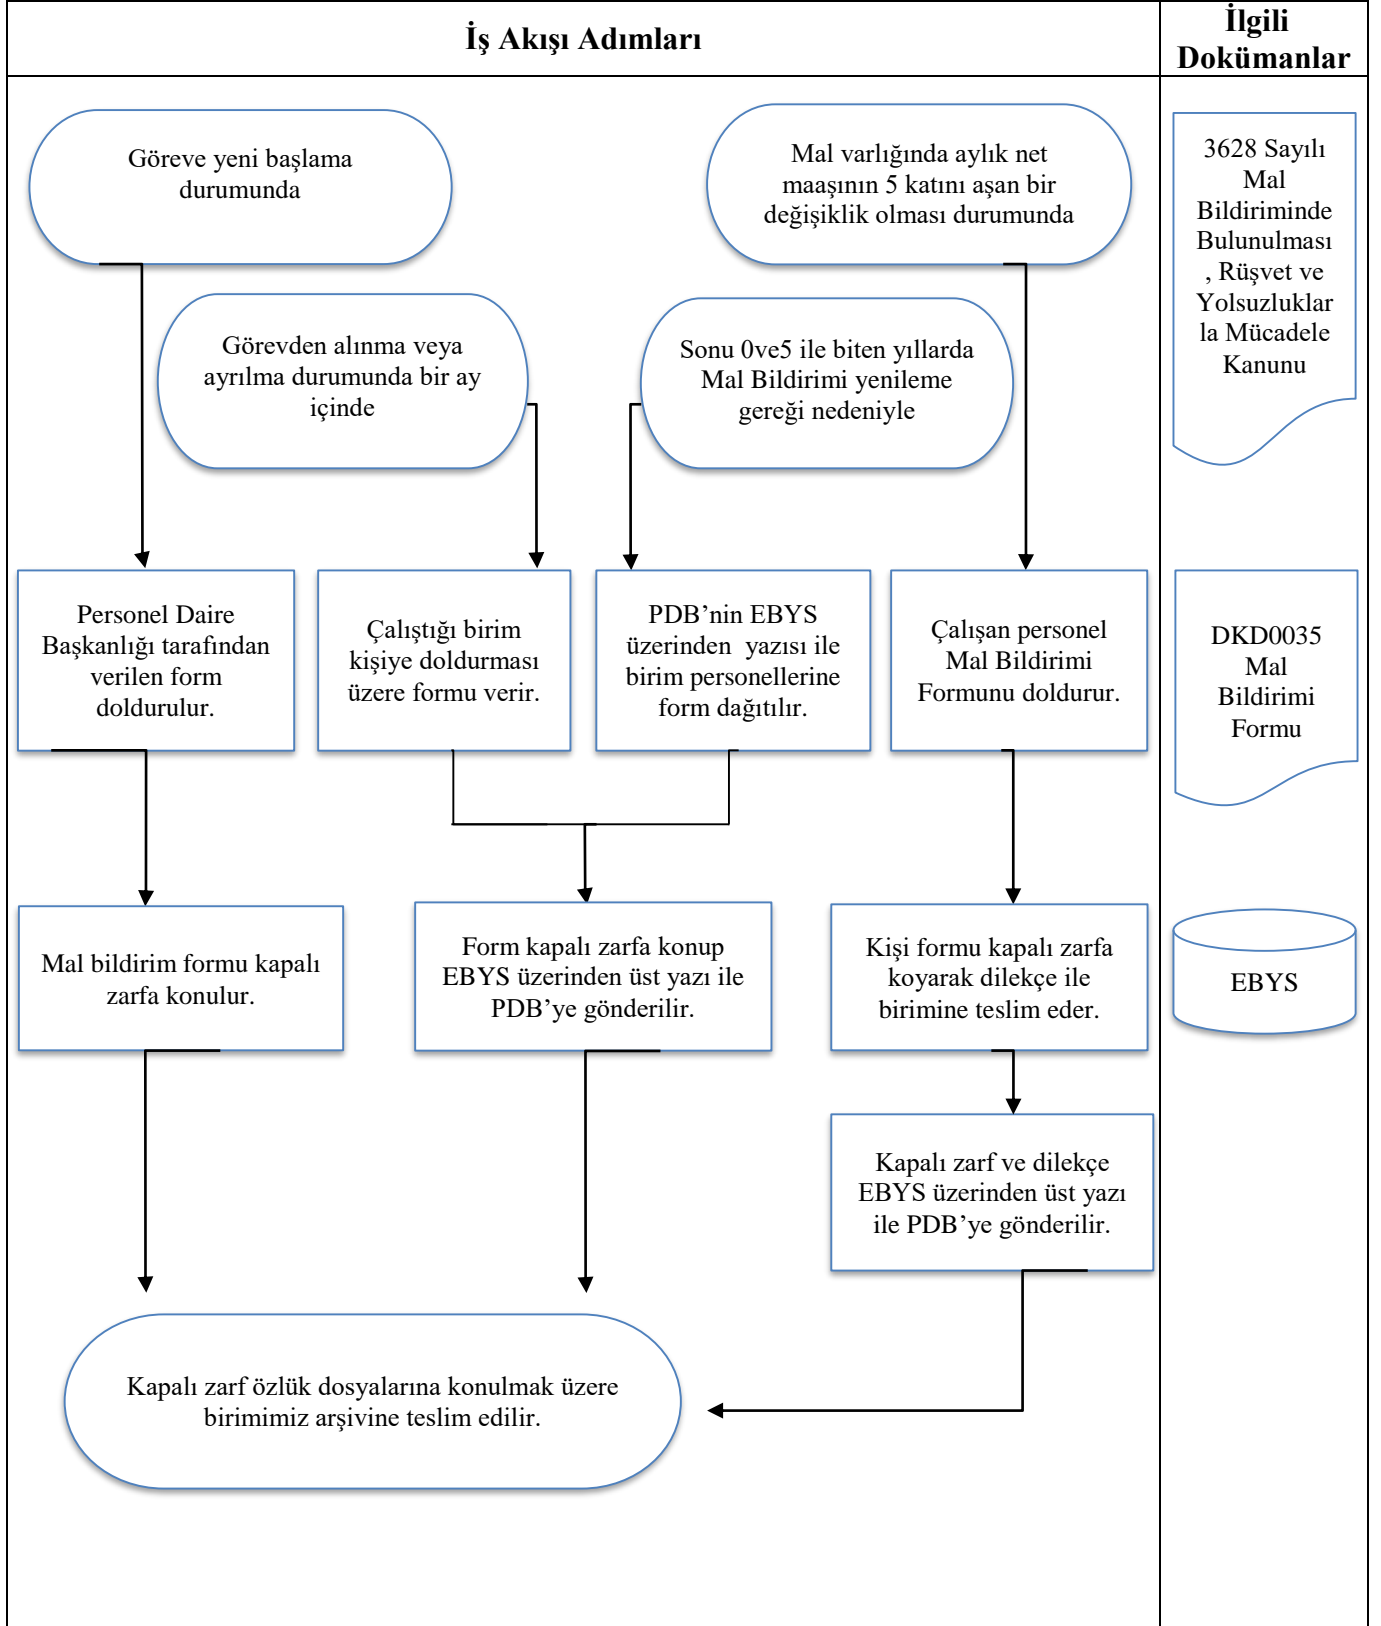 İş Akışı Adımları
İlgili
Dokümanlar
Göreve yeni başlama
durumunda
Mal varlığında aylık net
maaşının 5 katını aşan bir
değişiklik olması durumunda
3628 Sayılı
Mal
Bildiriminde
Bulunulması
, Rüşvet ve
Yolsuzluklar
la Mücadele
Kanunu
Görevden alınma veya
ayrılma durumunda bir ay
içinde
Sonu 0ve5 ile biten yıllarda
Mal Bildirimi yenileme
gereği nedeniyle
Personel Daire
Başkanlığı tarafından
verilen form
doldurulur.
Çalıştığı birim
kişiye doldurması
üzere formu verir.
PDB’nin EBYS
üzerinden  yazısı ile
birim personellerine
form dağıtılır.
Çalışan personel
Mal Bildirimi
Formunu doldurur.
DKD0035
Mal
Bildirimi
Formu
Mal bildirim formu kapalı
zarfa konulur.
Form kapalı zarfa konup
EBYS üzerinden üst yazı ile
PDB’ye gönderilir.
Kişi formu kapalı zarfa
koyarak dilekçe ile
birimine teslim eder.
EBYS
Kapalı zarf ve dilekçe
EBYS üzerinden üst yazı
ile PDB’ye gönderilir.
Kapalı zarf özlük dosyalarına konulmak üzere
birimimiz arşivine teslim edilir.